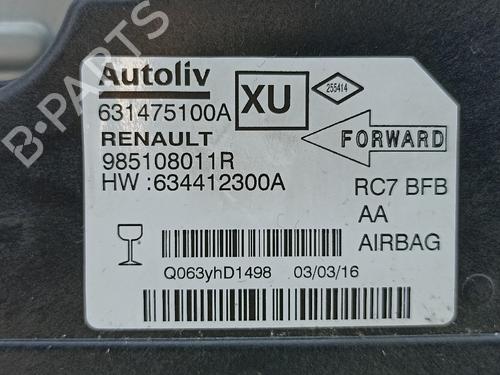 B-PARTS
Autoliv
XU
255414
631475100A
FORWARD
RENAULT
985108011R
HW :634412300A
RC7 BFB
AA
AIRBAG
Q063yhD1498 03/03/16